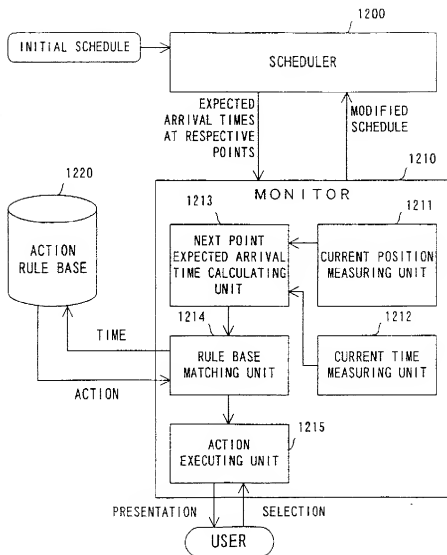 1200
INITIAL SCHEDULE
SCHEDULER
EXPECTED
ARRIVAL TIMES
AT RESPECTIVE
POINTS
MODIFIED
SCHEDULE
1210
MONITOR
1220
ACTION
RULE BASE
1213
NEXT POINT
EXPECTED ARRIVAL
TIME CALCULATING
UNIT
1211
CURRENT POSITION
MEASURING UNIT
1214
TIME
RULE BASE
MATCHING UNIT
1212
CURRENT TIME
MEASURING UNIT
ACTION
1215
ACTION
EXECUTING UNIT
PRESENTATION
SELECTION
USER